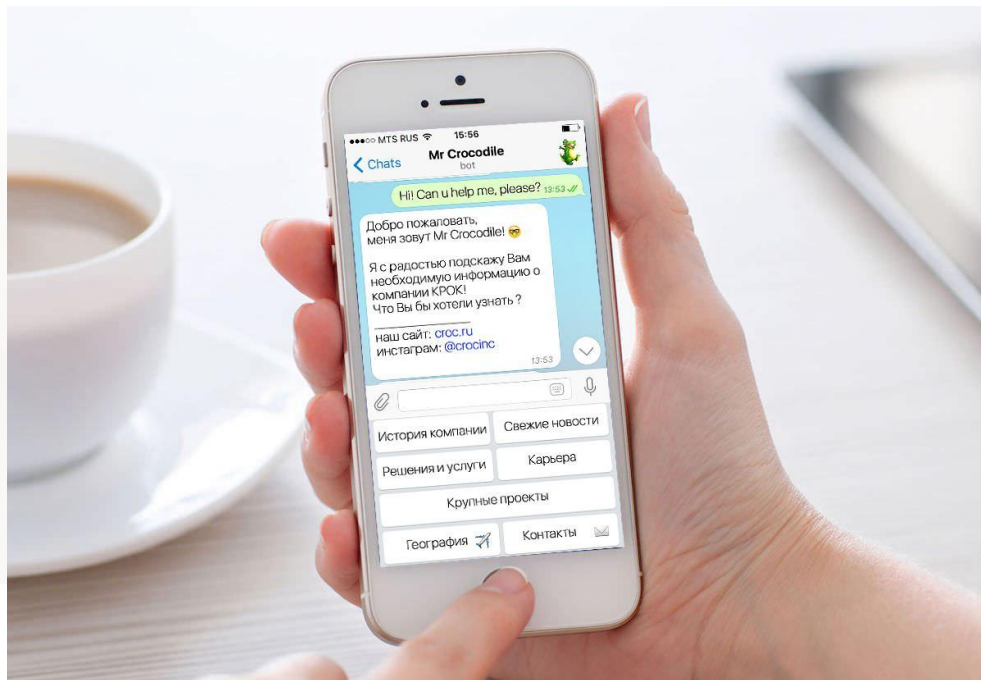 MTS RUS 15:56
Chats Mr Crocodile
bot
Hi! Can u help me, please? 13:53
Добро пожаловать,
меня зовут Mr Crocodile! 🤓
Я с радостью подскажу Вам
необходимую информацию о
компании КРОК!
Что Вы бы хотели узнать ?
наш сайт: croc.ru
инстаграм: @crocinc
13:53
История компании Свежие новости
Решения и услуги Карьера
Крупные проекты
География Контакты